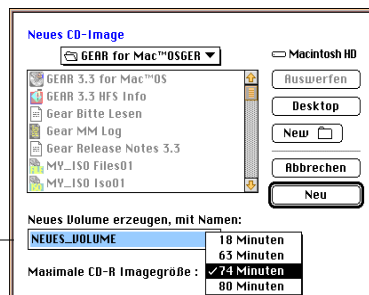 Neues CD-Image
GEAR for Mac™OSGER
Macintosh HD
GEAR 3.3 for Mac™OS
GEAR 3.3 HFS Info
Gear Bitte Lesen
Gear MM Log
Gear Release Notes 3.3
MY_ISO Files01
MY_ISO Iso01
Auswerfen
Desktop
New
Abbrechen
Neu
Neues Volume erzeugen, mit Namen:
NEUES_VOLUME
Maximale CD-R Imagegröße :
18 Minuten
63 Minuten
✓74 Minuten
80 Minuten